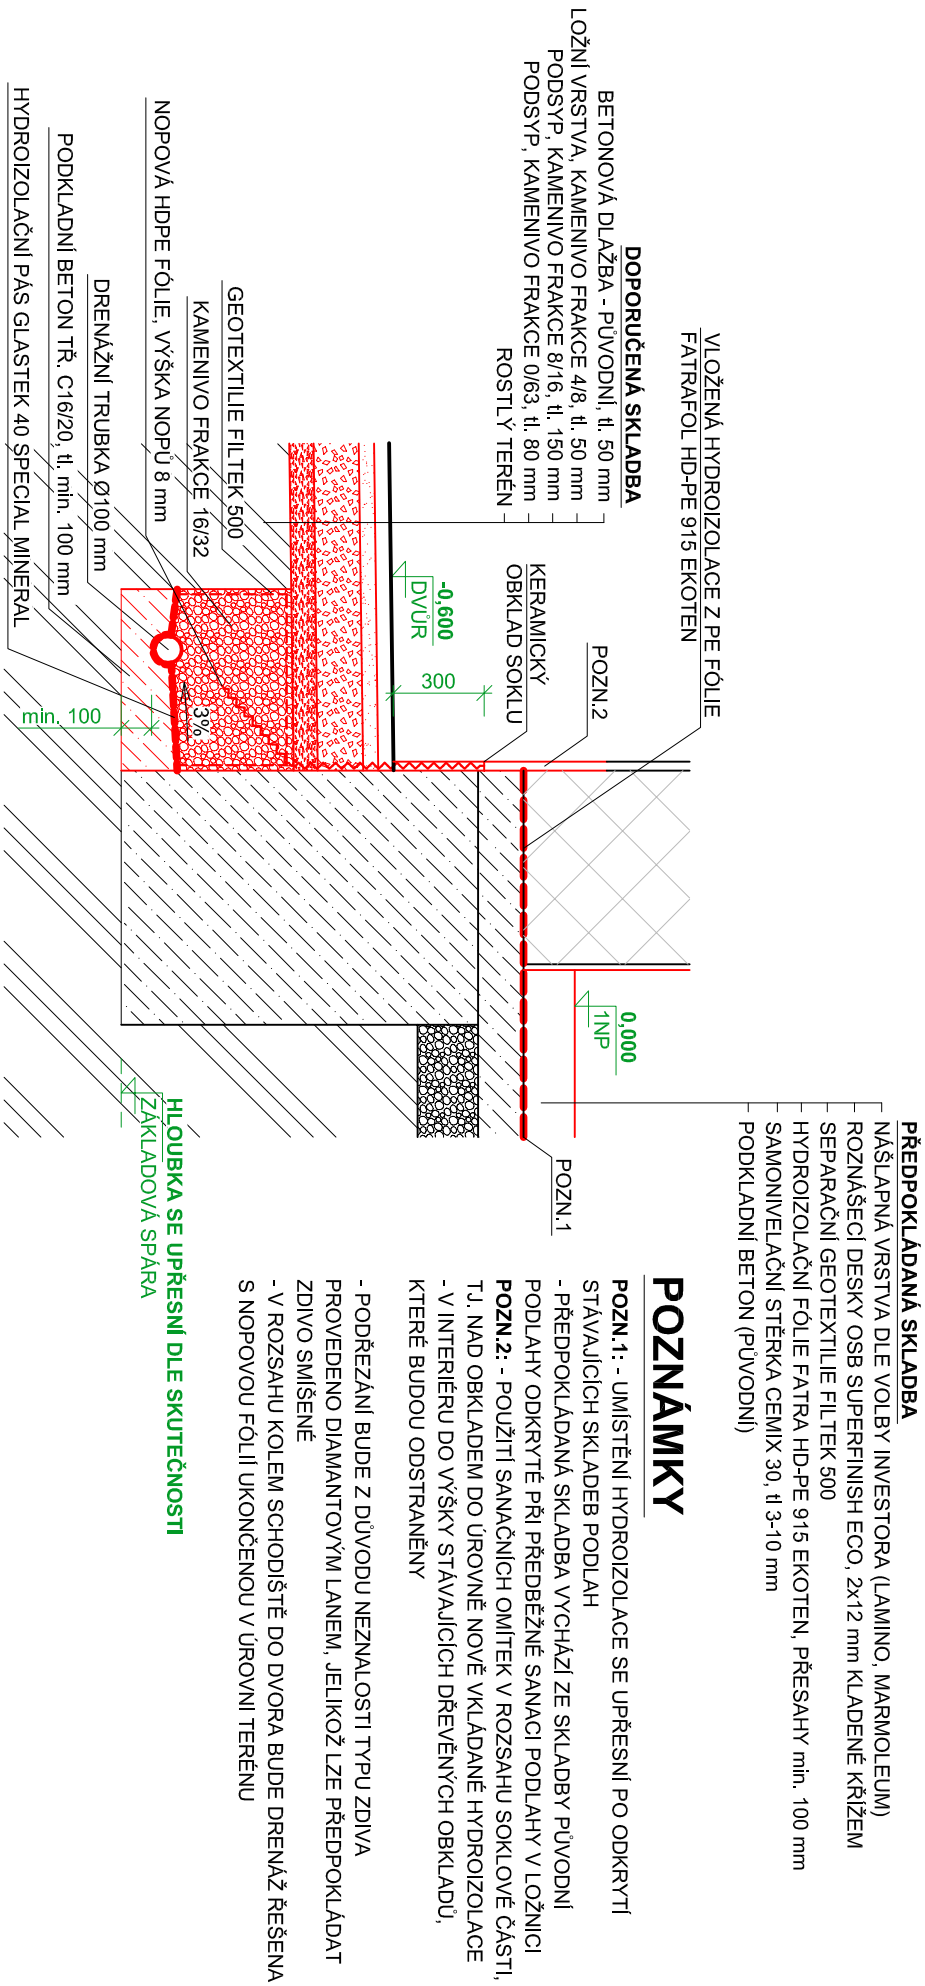 DOPORUČENÁ SKLADBA
BETONOVÁ DLAŽBA - PŮVODNÍ, tl. 50 mm
LOŽNÍ VRSTVA, KAMENIVO FRAKCE 4/8, tl. 50 mm
PODSYP, KAMENIVO FRAKCE 8/16, tl. 150 mm
PODSYP, KAMENIVO FRAKCE 0/63, tl. 80 mm
ROSTLÝ TERÉN
VLOŽENÁ HYDROIZOLACE Z PE FÓLIE
FATRAFOL HD-PE 915 EKOTEN
POZN.2
KERAMICKÝ
OBKLAD SOKLU
-0,600
DVŮR
300
GEOTEXTILIE FILTEK 500
KAMENIVO FRAKCE 16/32
NOPOVÁ HDPE FÓLIE, VÝŠKA NOPŮ 8 mm
DRENÁŽNÍ TRUBKA Ø100 mm
PODKLADNÍ BETON TŘ. C16/20, tl. min. 100 mm
HYDROIZOLAČNÍ PÁS GLASTEK 40 SPECIAL MINERAL
3%
min. 100
PŘEDPOKLÁDANÁ SKLADBA
NÁŠLAPNÁ VRSTVA DLE VOLBY INVESTORA (LAMINO, MARMOLEUM)
ROZNÁŠECÍ DESKY OSB SUPERFINISH ECO, 2x12 mm KLADENÉ KŘÍŽEM
SEPARAČNÍ GEOTEXTILIE FILTEK 500
HYDROIZOLAČNÍ FÓLIE FATRA HD-PE 915 EKOTEN, PŘESAHY min. 100 mm
SAMONIVELAČNÍ STĚRKA CEMIX 30, tl 3-10 mm
PODKLADNÍ BETON (PŮVODNÍ)
0,000
1NP
POZN.1
HLOUBKA SE UPŘESNÍ DLE SKUTEČNOSTI
ZÁKLADOVÁ SPÁRA
POZNÁMKY
POZN.1: - UMÍSTĚNÍ HYDROIZOLACE SE UPŘESNÍ PO ODKRYTÍ
STÁVAJÍCÍCH SKLADEB PODLAH
- PŘEDPOKLÁDANÁ SKLADBA VYCHÁZÍ ZE SKLADBY PŮVODNÍ
PODLAHY ODKRYTÉ PŘI PŘEDBĚŽNÉ SANACI PODLAHY V LOŽNICI
POZN.2: - POUŽITÍ SANAČNÍCH OMÍTEK V ROZSAHU SOKLOVÉ ČÁSTI,
T.J. NAD OBKLADEM DO ÚROVNĚ NOVĚ VKLÁDANÉ HYDROIZOLACE
- V INTERIÉRU DO VÝŠKY STÁVAJÍCÍCH DŘEVĚNÝCH OBKLADŮ,
KTERÉ BUDOU ODSTRANĚNY
- PODŘEZÁNÍ BUDE Z DŮVODU NEZNALOSTI TYPU ZDIVA
PROVEDENO DIAMANTOVÝM LANEM, JELIKOŽ LZE PŘEDPOKLÁDAT
ZDIVO SMÍŠENÉ
- V ROZSAHU KOLEM SCHODIŠTĚ DO DVORA BUDE DRENÁŽ ŘEŠENA
S NOPOVOU FÓLIÍ UKONČENOU V ÚROVNI TERÉNU